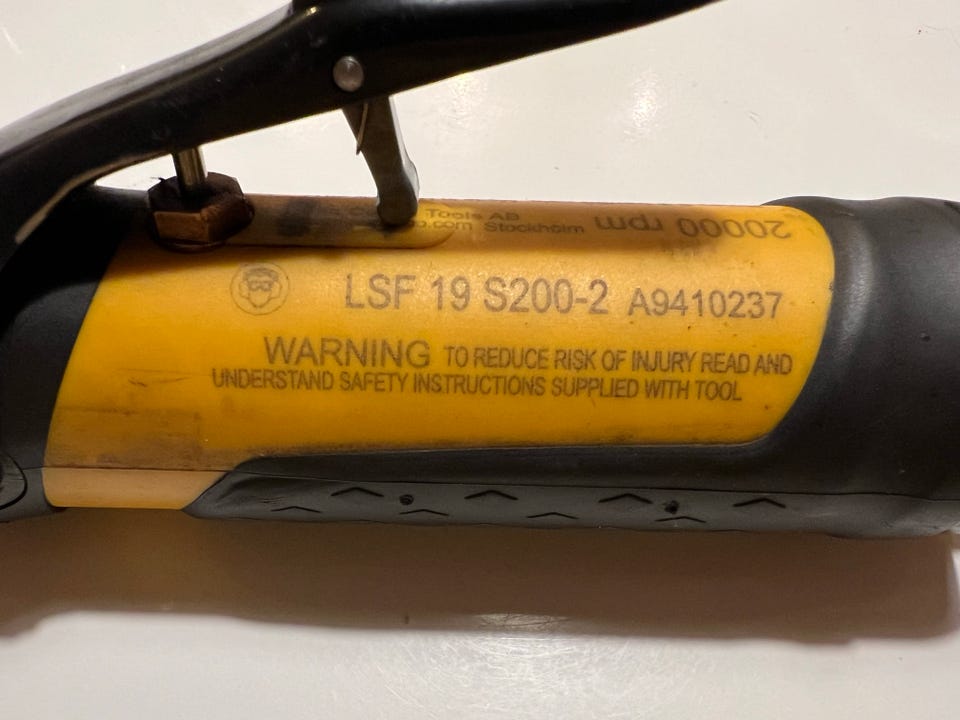 Tools AB
.com Stockholm
20000 rpm
LSF 19 S200-2 A9410237
WARNING TO REDUCE RISK OF INJURY READ AND
UNDERSTAND SAFETY INSTRUCTIONS SUPPLIED WITH TOOL